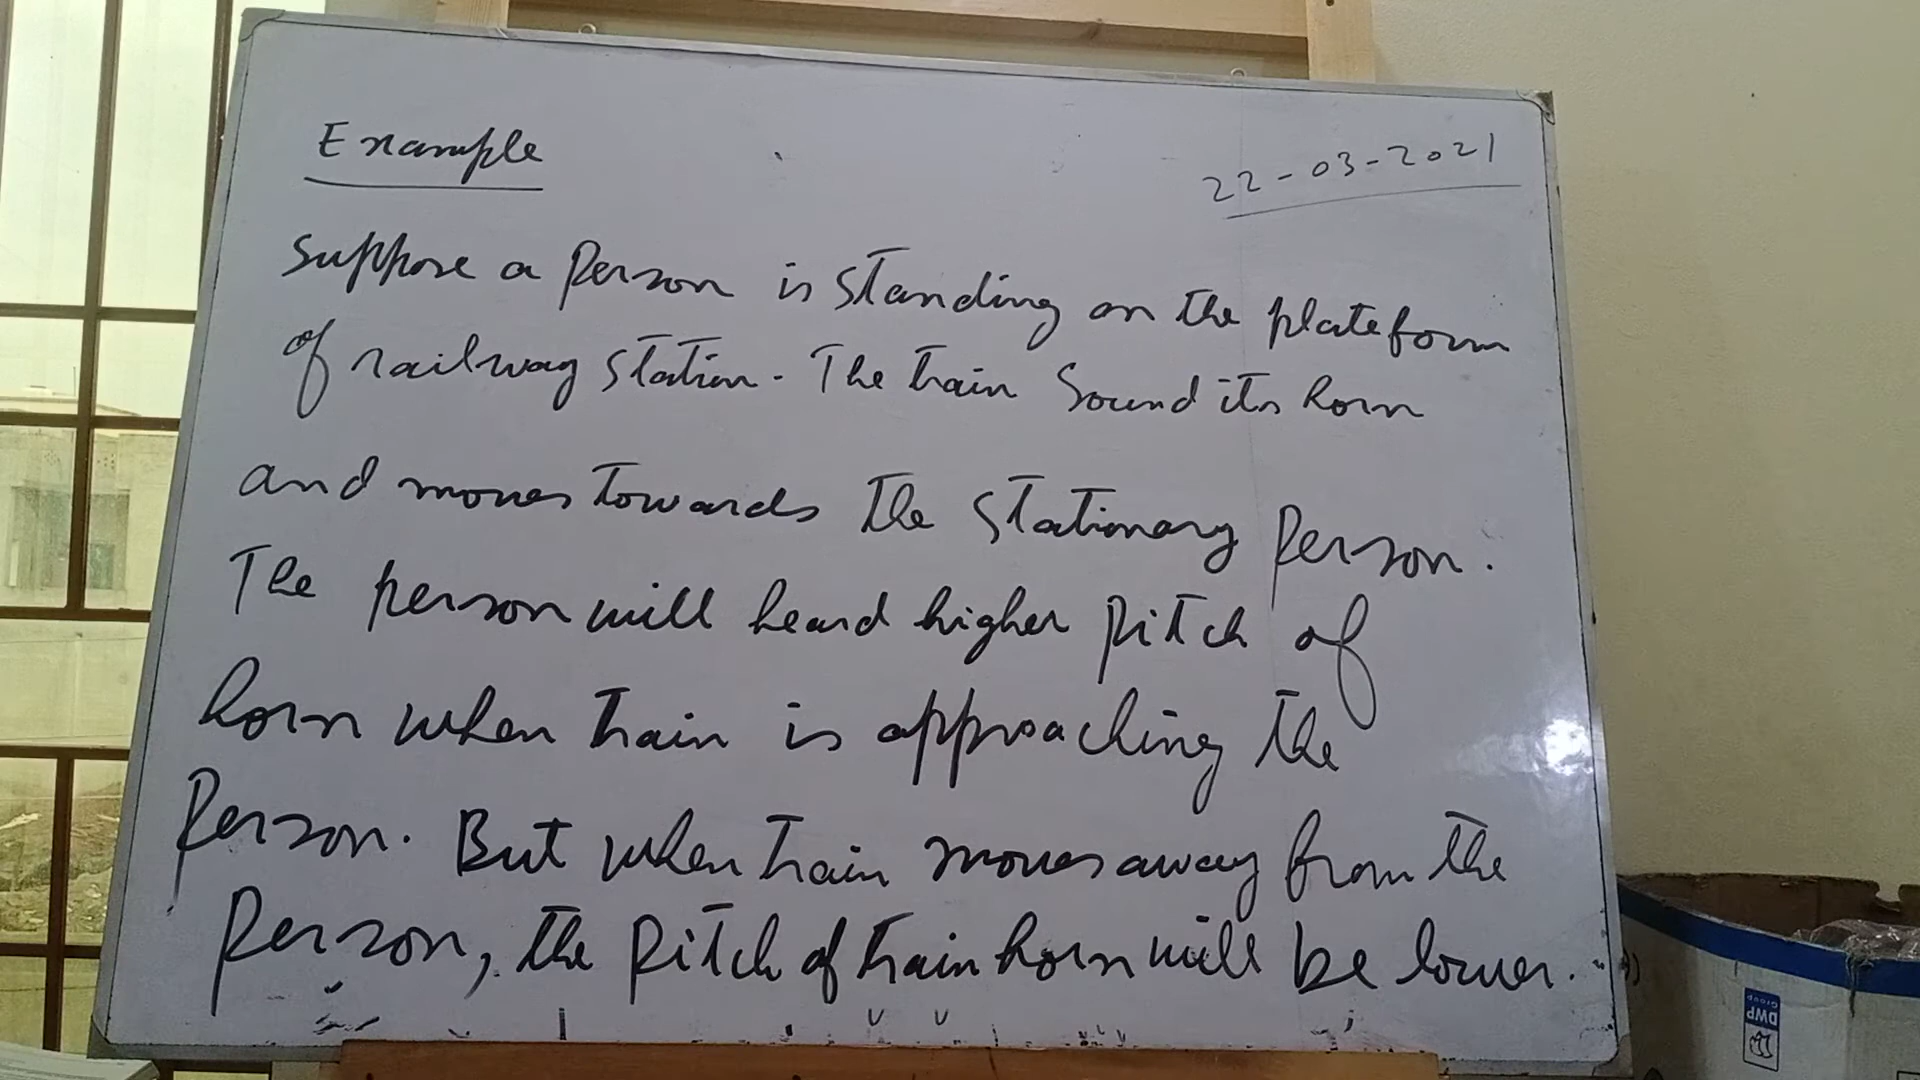 Example
22-03-2021
Suppose a Person is standing on the plateform
of railway station. The train Sound its horn
and moves towards the stationary Person.
The person will heard higher pitch of
horn when train is approaching the
Person. But when train moves away from the
Person, the pitch of train horn will be lower.
DWP
Group